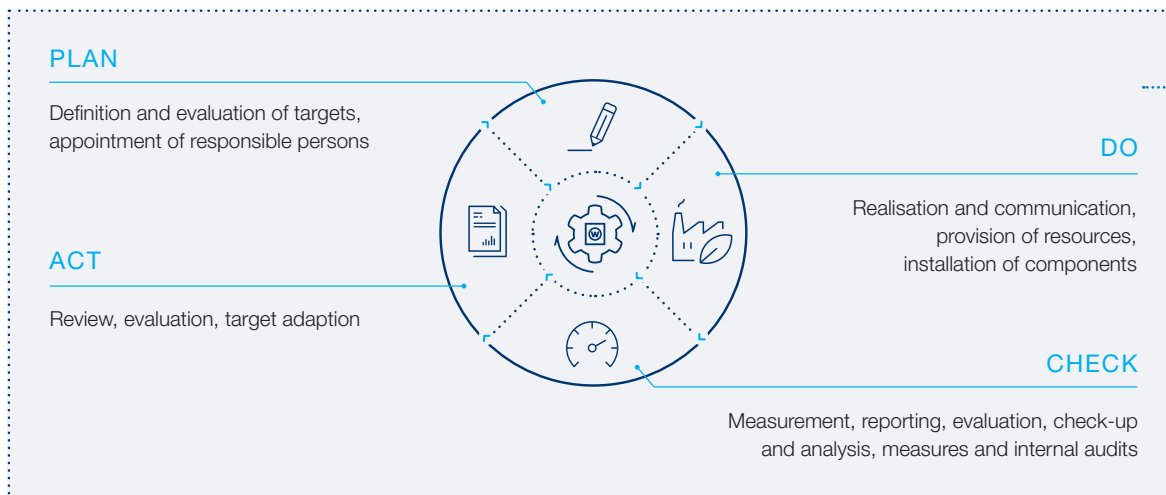 PLAN
Definition and evaluation of targets,
appointment of responsible persons
DO
Realisation and communication,
provision of resources,
installation of components
ACT
Review, evaluation, target adaption
CHECK
Measurement, reporting, evaluation, check-up
and analysis, measures and internal audits
W